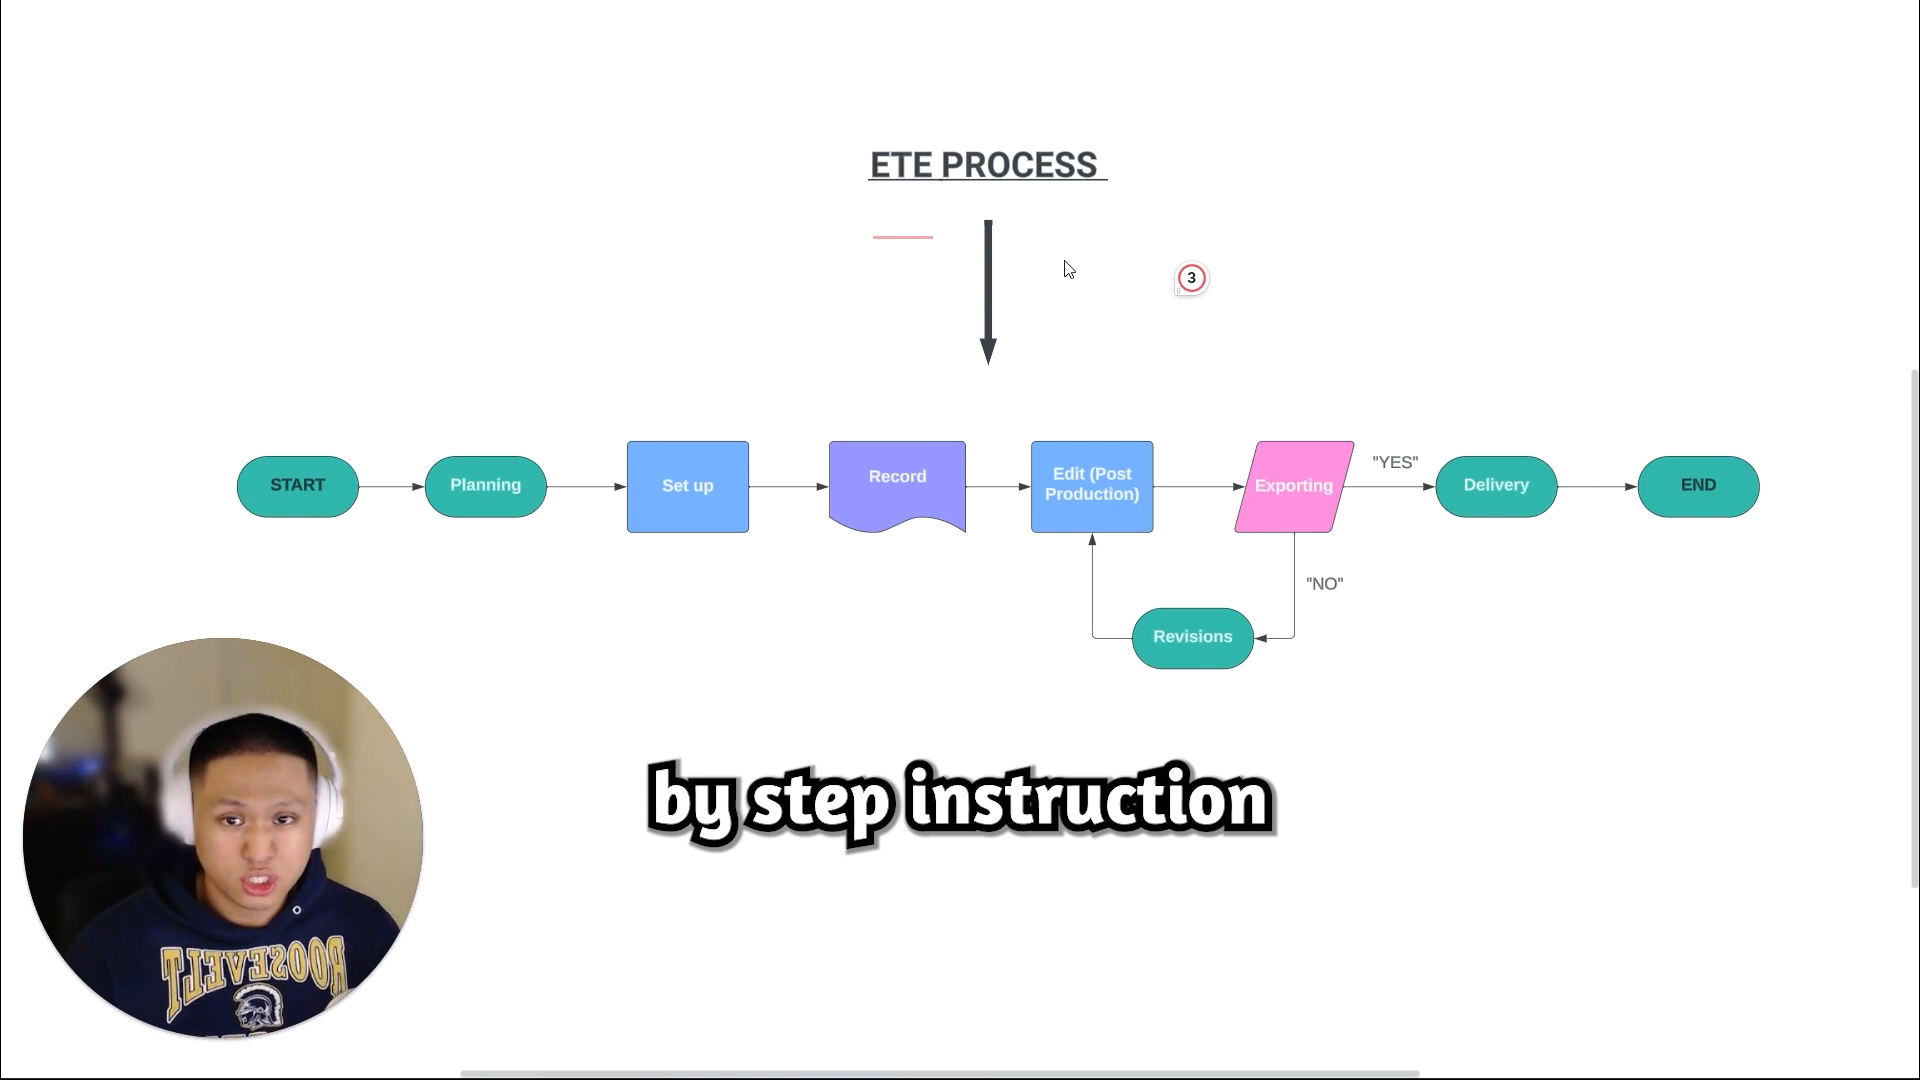 ETE PROCESS
3
START
Planning
Set up
Record
Edit (Post
Production)
Exporting
"YES"
Delivery
END
"NO"
Revisions
by step instruction
ROOSEVELT